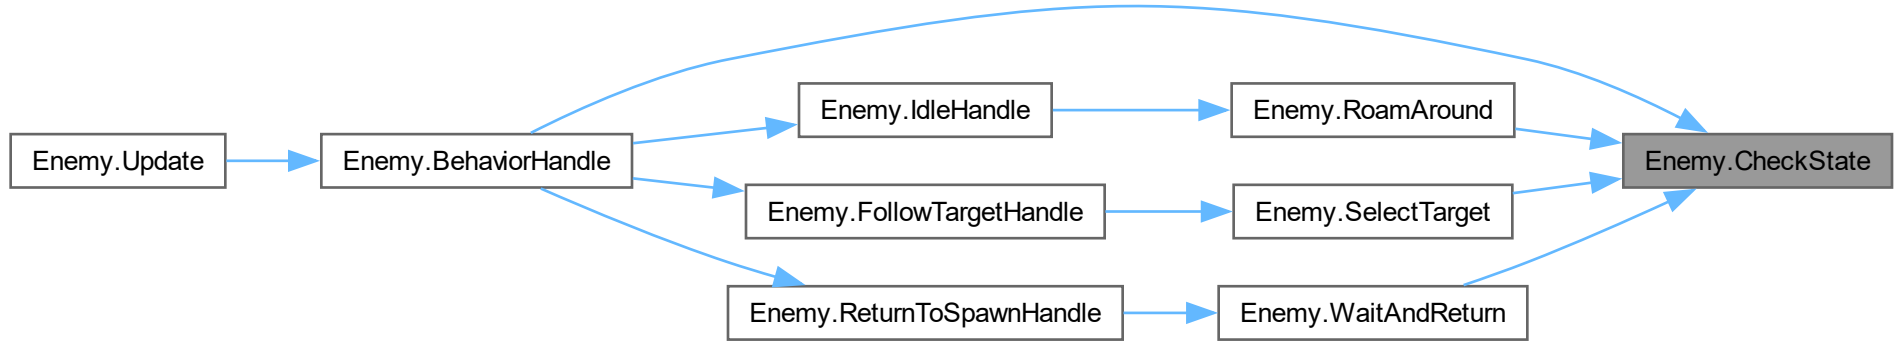 Enemy.Update
Enemy.BehaviorHandle
Enemy.IdleHandle
Enemy.RoamAround
Enemy.FollowTargetHandle
Enemy.SelectTarget
Enemy.ReturnToSpawnHandle
Enemy.WaitAndReturn
Enemy.CheckState